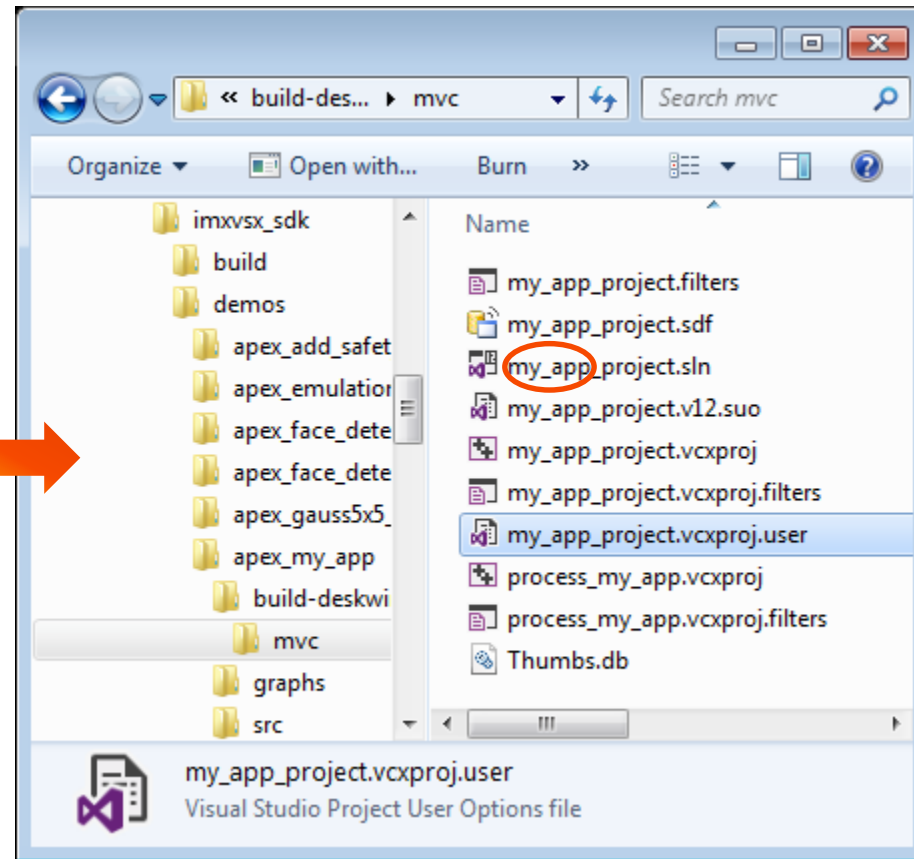 « build-des... ▸ mvc
Search mvc
Organize
Open with...
Burn
»
imxvsx_sdk
build
demos
apex_add_safet
apex_emulation
apex_face_dete
apex_face_dete
apex_gauss5x5_
apex_my_app
build-deskwi
mvc
graphs
src
Name
my_app_project.filters
my_app_project.sdf
my_app_project.sln
my_app_project.v12.suo
my_app_project.vcxproj
my_app_project.vcxproj.filters
my_app_project.vcxproj.user
process_my_app.vcxproj
process_my_app.vcxproj.filters
Thumbs.db
my_app_project.vcxproj.user
Visual Studio Project User Options file